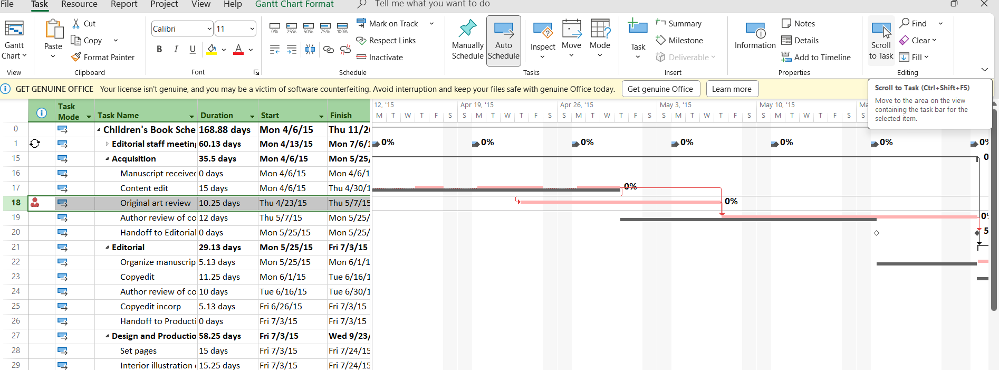 File Task Resource Report Project View Help Gantt Chart Format Tell me what you want to do
Gantt Chart
View
Paste
Cut
Copy
Format Painter
Clipboard
Calibri 11
B I U A
Font
0% 25% 50% 75% 100%
Mark on Track
Respect Links
Inactivate
Schedule
Manually Schedule
Auto Schedule
Inspect
Move
Mode
Tasks
Task
Summary
Milestone
Deliverable
Insert
Information
Notes
Details
Add to Timeline
Properties
Scroll to Task
Find
Clear
Fill
Editing
GET GENUINE OFFICE Your license isn't genuine, and you may be a victim of software counterfeiting. Avoid interruption and keep your files safe with genuine Office today. Get genuine Office Learn more
Scroll to Task (Ctrl+Shift+F5)
Move to the area on the view
containing the task bar for the
selected item.
Task Mode Task Name Duration Start Finish
12, '15 Apr 19, '15 Apr 26, '15 May 3, '15 May 10, '15 Ma
M T W T F S S M T W T F S S M T W T F S S M T W T F S S M T W T F S S
0 Children's Book Sche 168.88 days Mon 4/6/15 Thu 11/2
1 Editorial staff meeting 60.13 days Mon 4/13/15 Mon 7/6/1 0% 0% 0% 0% 0% 0% 0%
15 Acquisition 35.5 days Mon 4/6/15 Mon 5/25/ 0
16 Manuscript received 0 days Mon 4/6/15 Mon 4/6/1
17 Content edit 15 days Mon 4/6/15 Thu 4/30/1 0%
18 Original art review 10.25 days Thu 4/23/15 Thu 5/7/15 0%
19 Author review of co 12 days Thu 5/7/15 Mon 5/25/ 0%
20 Handoff to Editorial 0 days Mon 5/25/15 Mon 5/25/ 5
21 Editorial 29.13 days Mon 5/25/15 Fri 7/3/15
22 Organize manuscrip 5.13 days Mon 5/25/15 Mon 6/1/1
23 Copyedit 11.25 days Mon 6/1/15 Tue 6/16/1
24 Author review of co 10 days Tue 6/16/15 Tue 6/30/1
25 Copyedit incorp 5.13 days Fri 6/26/15 Fri 7/3/15
26 Handoff to Producti 0 days Fri 7/3/15 Fri 7/3/15
27 Design and Productio 58.25 days Fri 7/3/15 Wed 9/23/
28 Set pages 15 days Fri 7/3/15 Fri 7/24/15
29 Interior illustration 15.25 days Fri 7/3/15 Fri 7/24/15